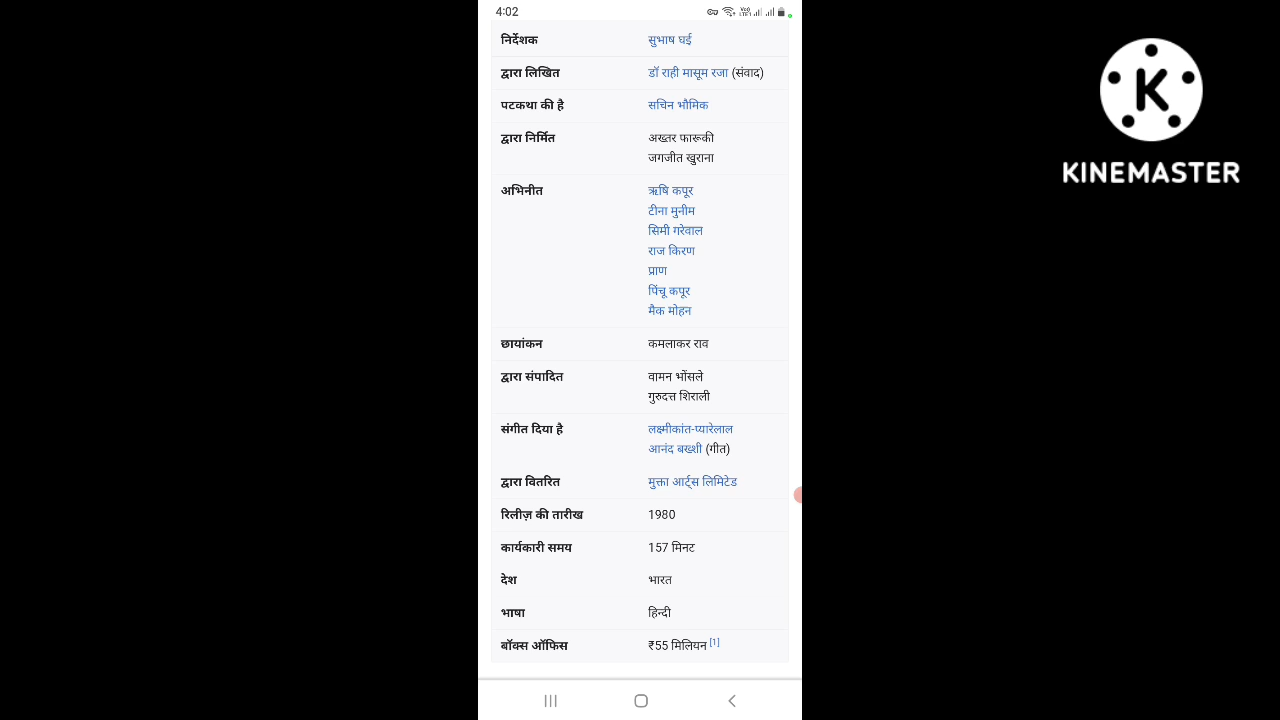 4:02
निर्देशक सुभाष घई
द्वारा लिखित डॉ राही मासूम रजा (संवाद)
पटकथा की है सचिन भौमिक
द्वारा निर्मित अख्तर फारूकी
जगजीत खुराना
अभिनीत ऋषि कपूर
टीना मुनीम
सिमी गरेवाल
राज किरण
प्राण
पिंचू कपूर
मैक मोहन
छायांकन कमलाकर राव
द्वारा संपादित वामन भोंसले
गुरुदत्त शिराली
संगीत दिया है लक्ष्मीकांत-प्यारेलाल
आनंद बख्शी (गीत)
द्वारा वितरित मुक्ता आर्ट्स लिमिटेड
रिलीज़ की तारीख 1980
कार्यकारी समय 157 मिनट
देश भारत
भाषा हिन्दी
बॉक्स ऑफिस ₹55 मिलियन [1]
K
KINEMASTER